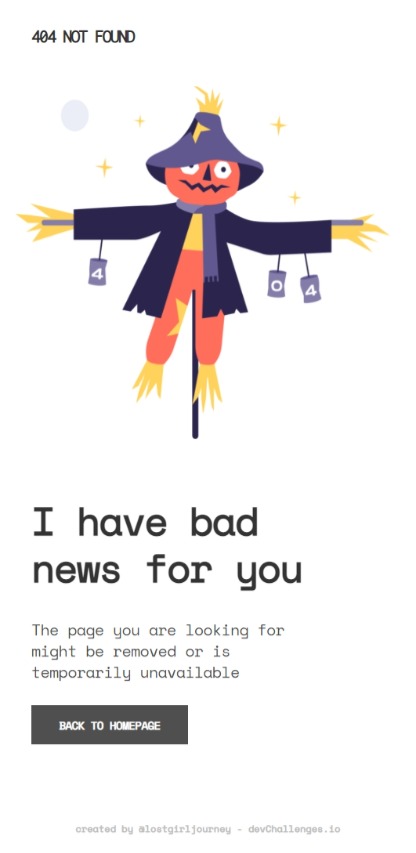 404 NOT FOUND
4
0
4
I have bad
news for you
The page you are looking for
might be removed or is
temporarily unavailable
BACK TO HOMEPAGE
created by @lostgirljourney - devChallenges.io